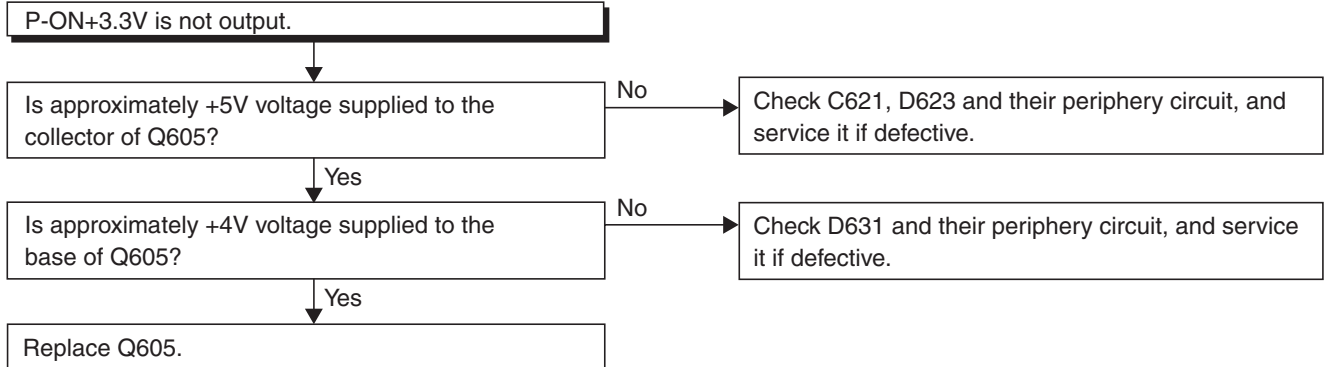 P-ON+3.3V is not output.
Is approximately +5V voltage supplied to the
collector of Q605?
No
Check C621, D623 and their periphery circuit, and
service it if defective.
Yes
Is approximately +4V voltage supplied to the
base of Q605?
No
Check D631 and their periphery circuit, and service
it if defective.
Yes
Replace Q605.